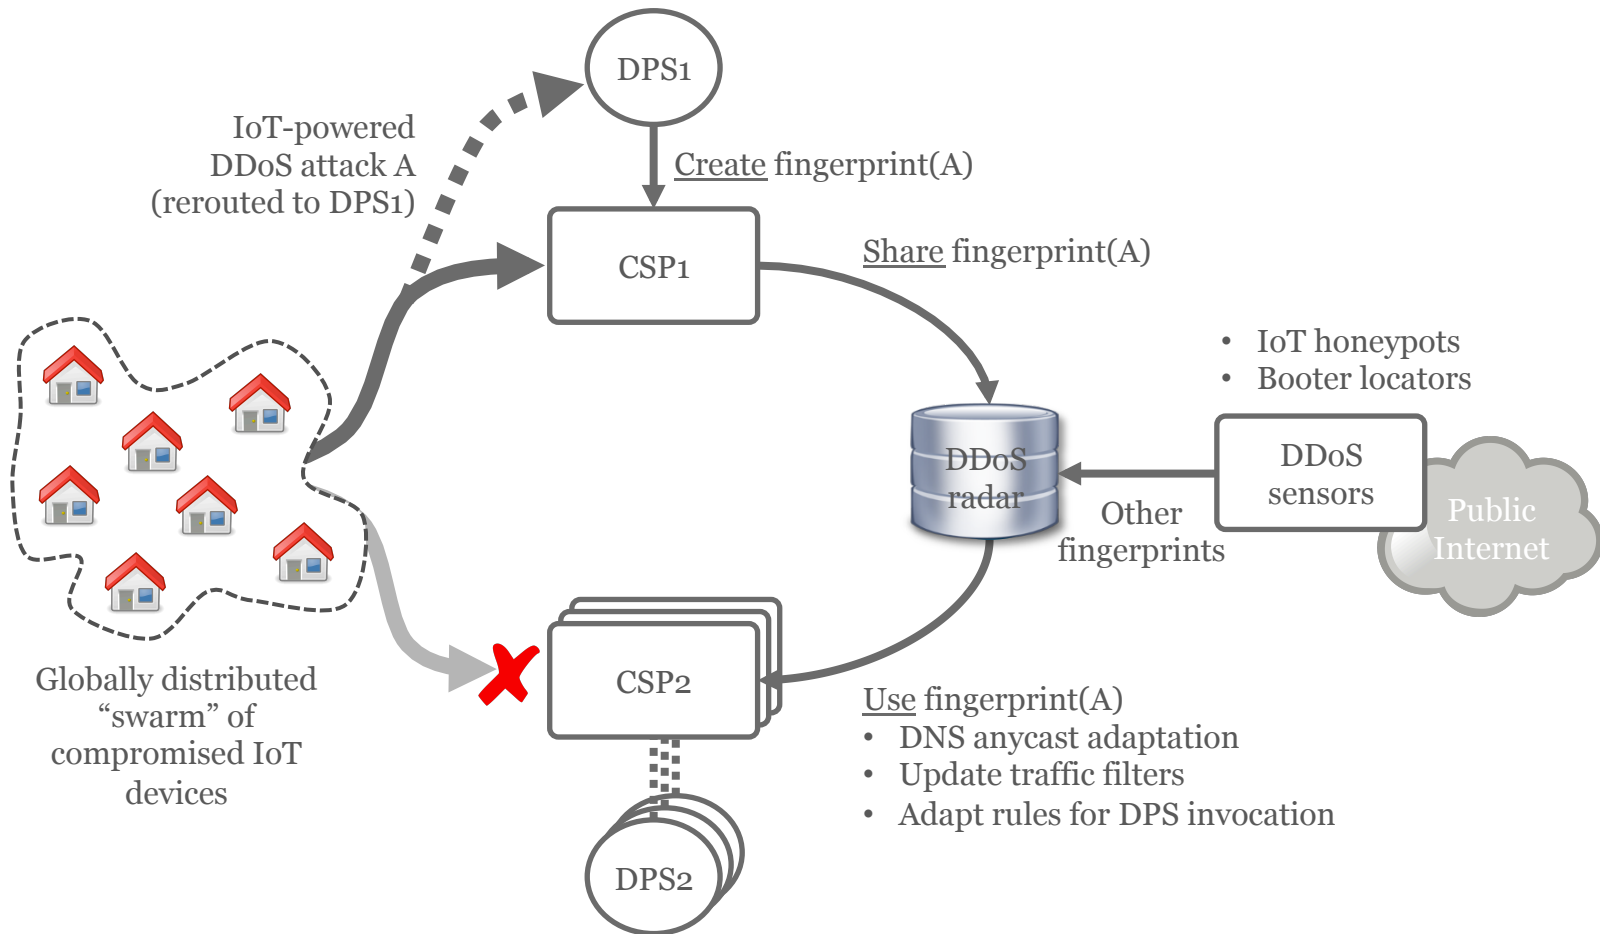 DPS1
IoT-powered
DDoS attack A
(rerouted to DPS1)
Create fingerprint(A)
CSP1
Share fingerprint(A)
• IoT honeypots
• Booter locators
DDoS
radar
DDoS
sensors
Public
Internet
Other
fingerprints
Globally distributed
“swarm” of
compromised IoT
devices
CSP2
Use fingerprint(A)
• DNS anycast adaptation
• Update traffic filters
• Adapt rules for DPS invocation
DPS2